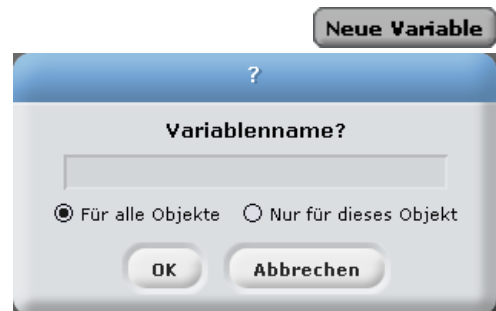 Neue Variable
?
Variablenname?
Für alle Objekte Nur für dieses Objekt
OK Abbrechen